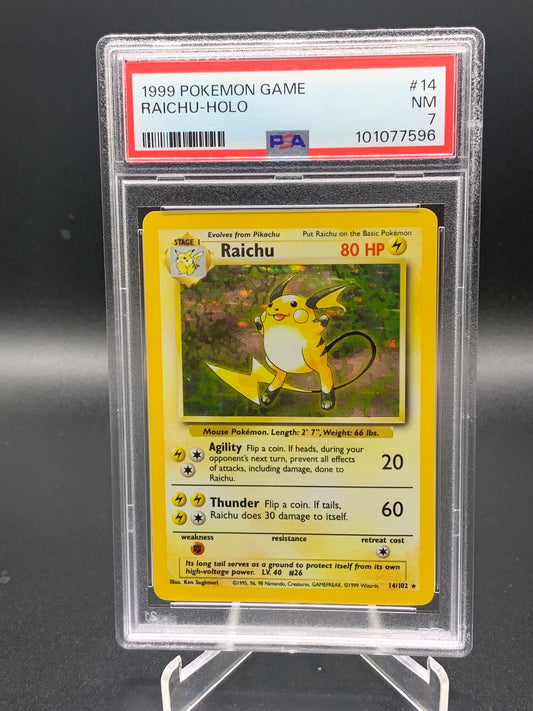 1999 POKEMON GAME #14
RAICHU-HOLO NM
7
PSA 101077596
Evolves from Pikachu Put Raichu on the Basic Pokémon
STAGE 1 Raichu 80 HP
Mouse Pokémon. Length: 2' 7", Weight: 66 lbs.
Agility Flip a coin. If heads, during your
opponent's next turn, prevent all effects
of attacks, including damage, done to
Raichu.
20
Thunder Flip a coin. If tails,
Raichu does 30 damage to itself.
60
weakness resistance retreat cost
Its long tail serves as a ground to protect itself from its own
high-voltage power. LV. 40 #26
Illus. Ken Sugimori ©1995, 96, 98 Nintendo, Creatures, GAMEFREAK. ©1999 Wizards. 14/102 ★